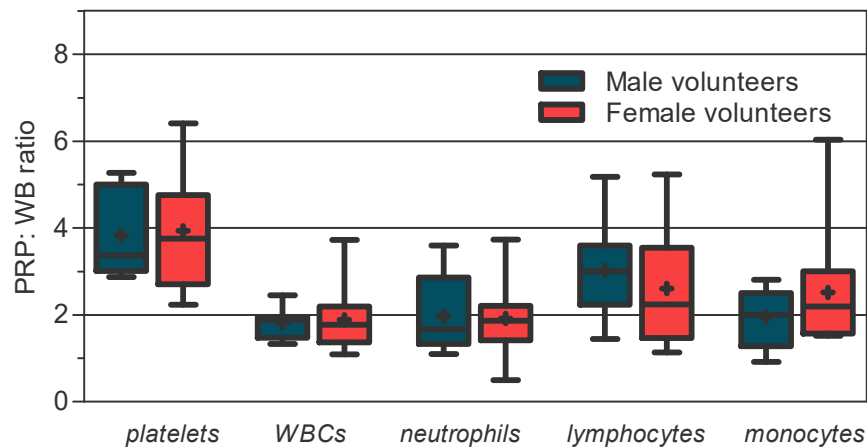 8
6
4
2
0
PRP: WB ratio
Male volunteers
Female volunteers
platelets WBCs neutrophils lymphocytes monocytes